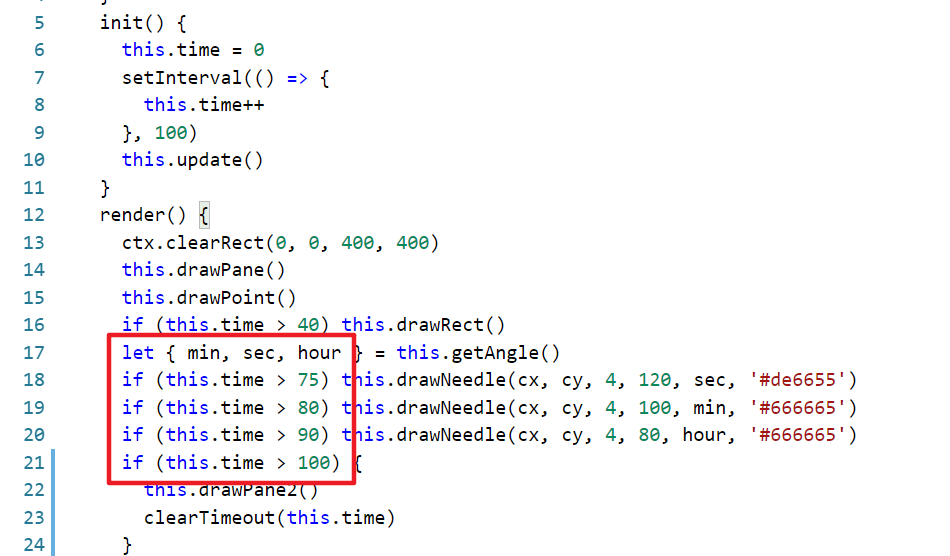 5 init() {
6 this.time = 0
7 setInterval(() => {
8 this.time++
9 }, 100)
10 this.update()
11 }
12 render() {
13 ctx.clearRect(0, 0, 400, 400)
14 this.drawPane()
15 this.drawPoint()
16 if (this.time > 40) this.drawRect()
17 let { min, sec, hour } = this.getAngle()
18 if (this.time > 75) this.drawNeedle(cx, cy, 4, 120, sec, '#de6655')
19 if (this.time > 80) this.drawNeedle(cx, cy, 4, 100, min, '#666665')
20 if (this.time > 90) this.drawNeedle(cx, cy, 4, 80, hour, '#666665')
21 if (this.time > 100) {
22 this.drawPane2()
23 clearTimeout(this.time)
24 }